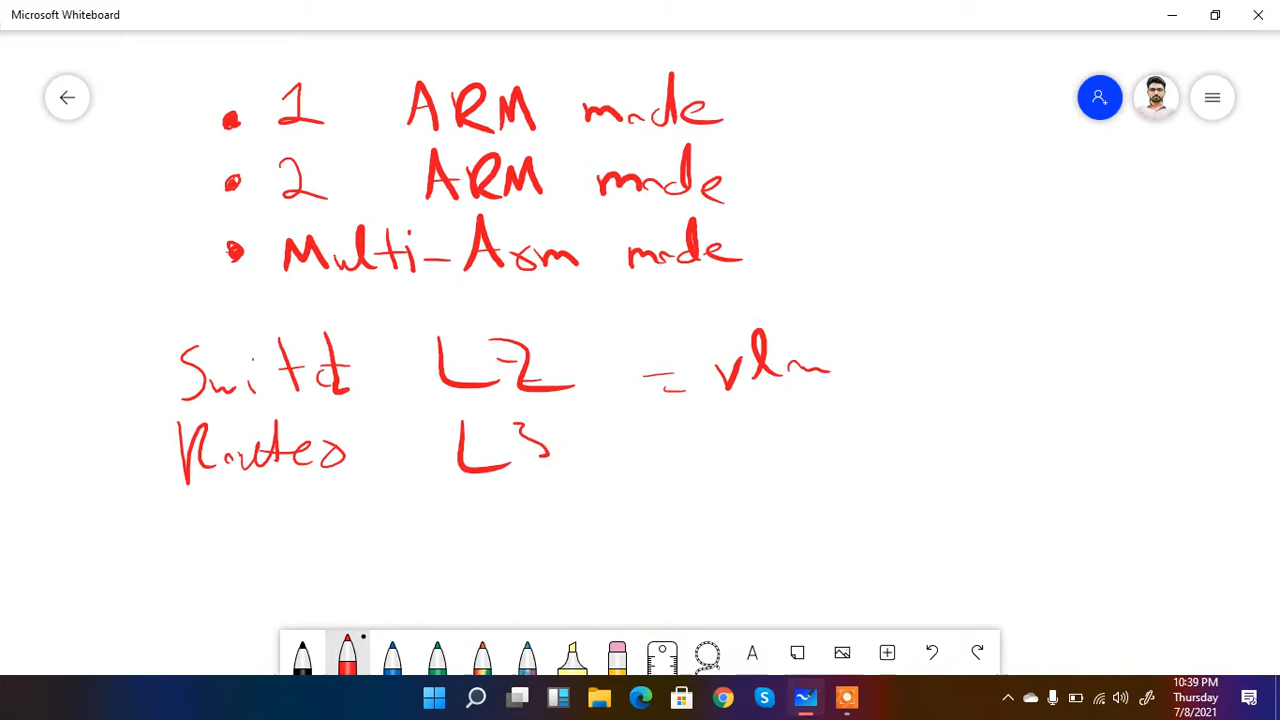 Microsoft Whiteboard
• 1 ARM mode
• 2 ARM mode
• Multi-Arm mode
Switch L2 = vlan
Router L3
A
10:39 PM
Thursday
7/8/2021